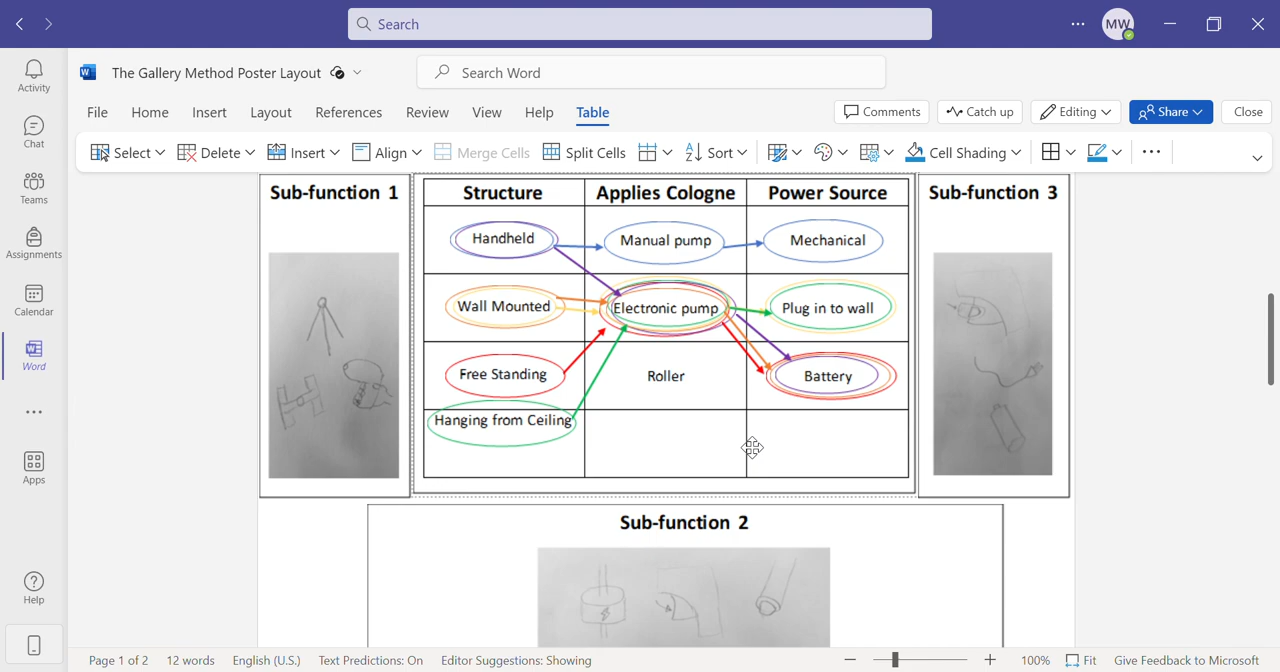 Search
MW
The Gallery Method Poster Layout
Search Word
File Home Insert Layout References Review View Help Table
Comments Catch up Editing Share Close
Select Delete Insert Align Merge Cells Split Cells Sort Cell Shading
Activity
Chat
Teams
Assignments
Calendar
Word
Apps
Help
Sub-function 1
Structure Applies Cologne Power Source
Handheld Manual pump Mechanical
Wall Mounted Electronic pump Plug in to wall
Free Standing Roller Battery
Hanging from Ceiling
Sub-function 3
Sub-function 2
Page 1 of 2 12 words English (U.S.) Text Predictions: On Editor Suggestions: Showing 100% Fit Give Feedback to Microsoft